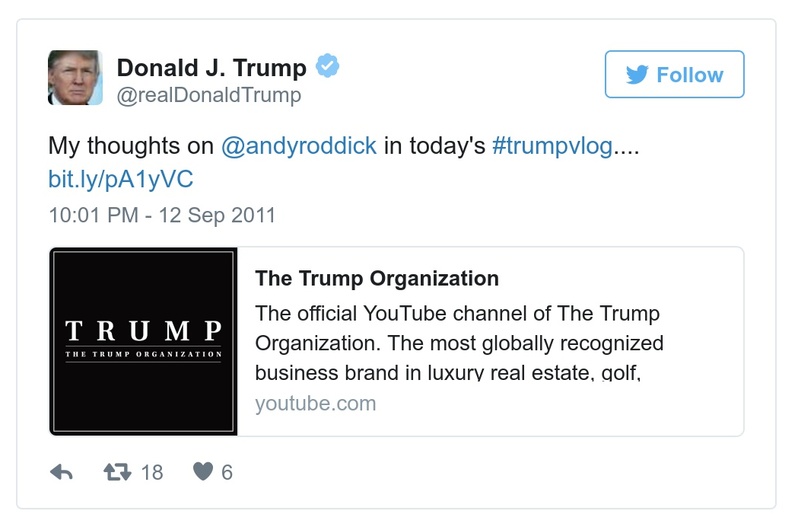 Donald J. Trump
@realDonaldTrump
Follow
My thoughts on @andyroddick in today's #trumpvlog....
bit.ly/pA1yVC
10:01 PM - 12 Sep 2011
TRUMP
THE TRUMP ORGANIZATION
The Trump Organization
The official YouTube channel of The Trump
Organization. The most globally recognized
business brand in luxury real estate, golf,
youtube.com
18 6